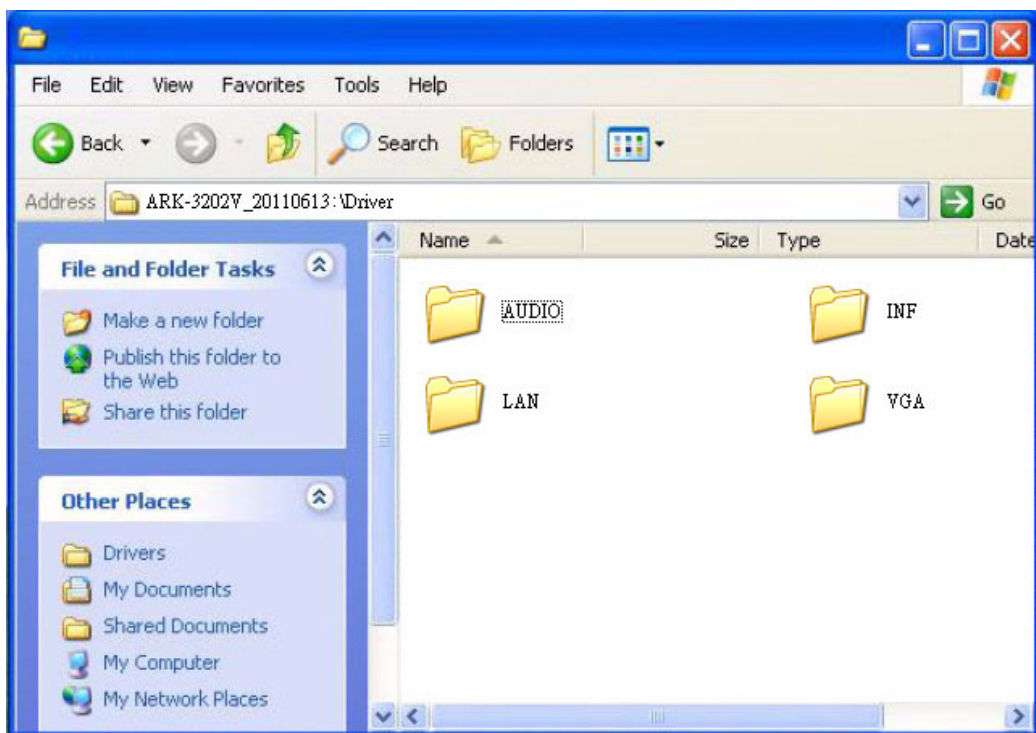 File Edit View Favorites Tools Help
Back Search Folders
Address ARK-3202V_20110613:\Driver Go
File and Folder Tasks
Make a new folder
Publish this folder to
the Web
Share this folder
Other Places
Drivers
My Documents
Shared Documents
My Computer
My Network Places
Name Size Type Date
AUDIO INF
LAN VGA